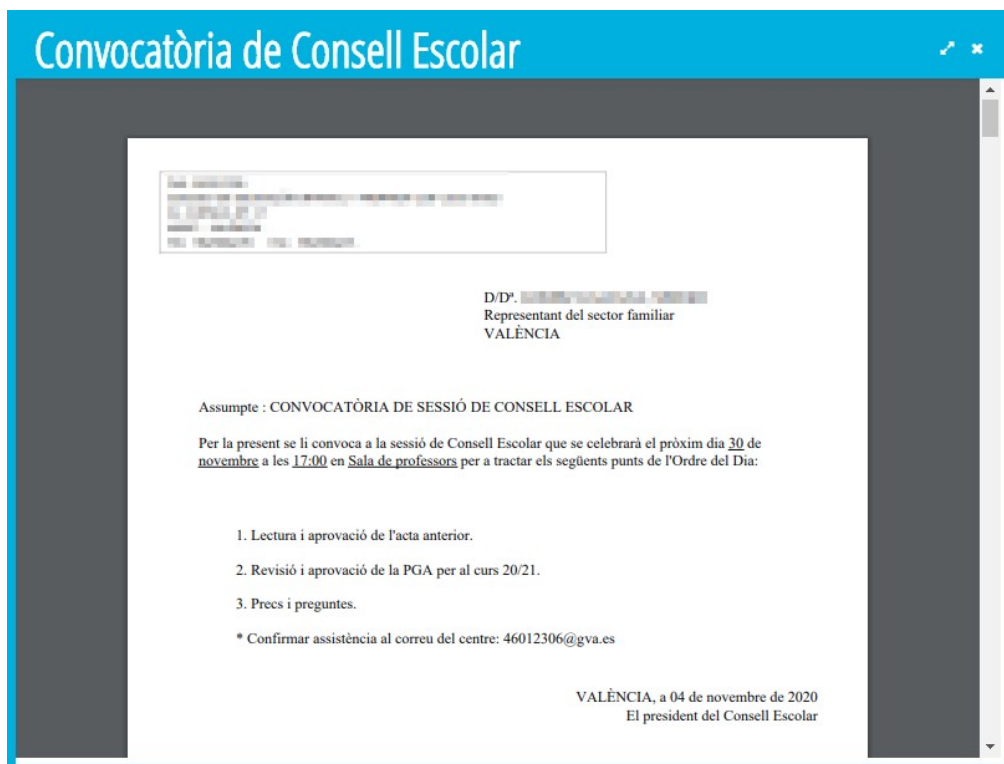 Convocatòria de Consell Escolar
D/Dª.
Representant del sector familiar
VALÈNCIA
Assumpte : CONVOCATÒRIA DE SESSIÓ DE CONSELL ESCOLAR
Per la present se li convoca a la sessió de Consell Escolar que se celebrarà el pròxim dia 30 de
novembre a les 17:00 en Sala de professors per a tractar els següents punts de l'Ordre del Dia:
1. Lectura i aprovació de l'acta anterior.
2. Revisió i aprovació de la PGA per al curs 20/21.
3. Precs i preguntes.
* Confirmar assistència al correu del centre: 46012306@gva.es
VALÈNCIA, a 04 de novembre de 2020
El president del Consell Escolar